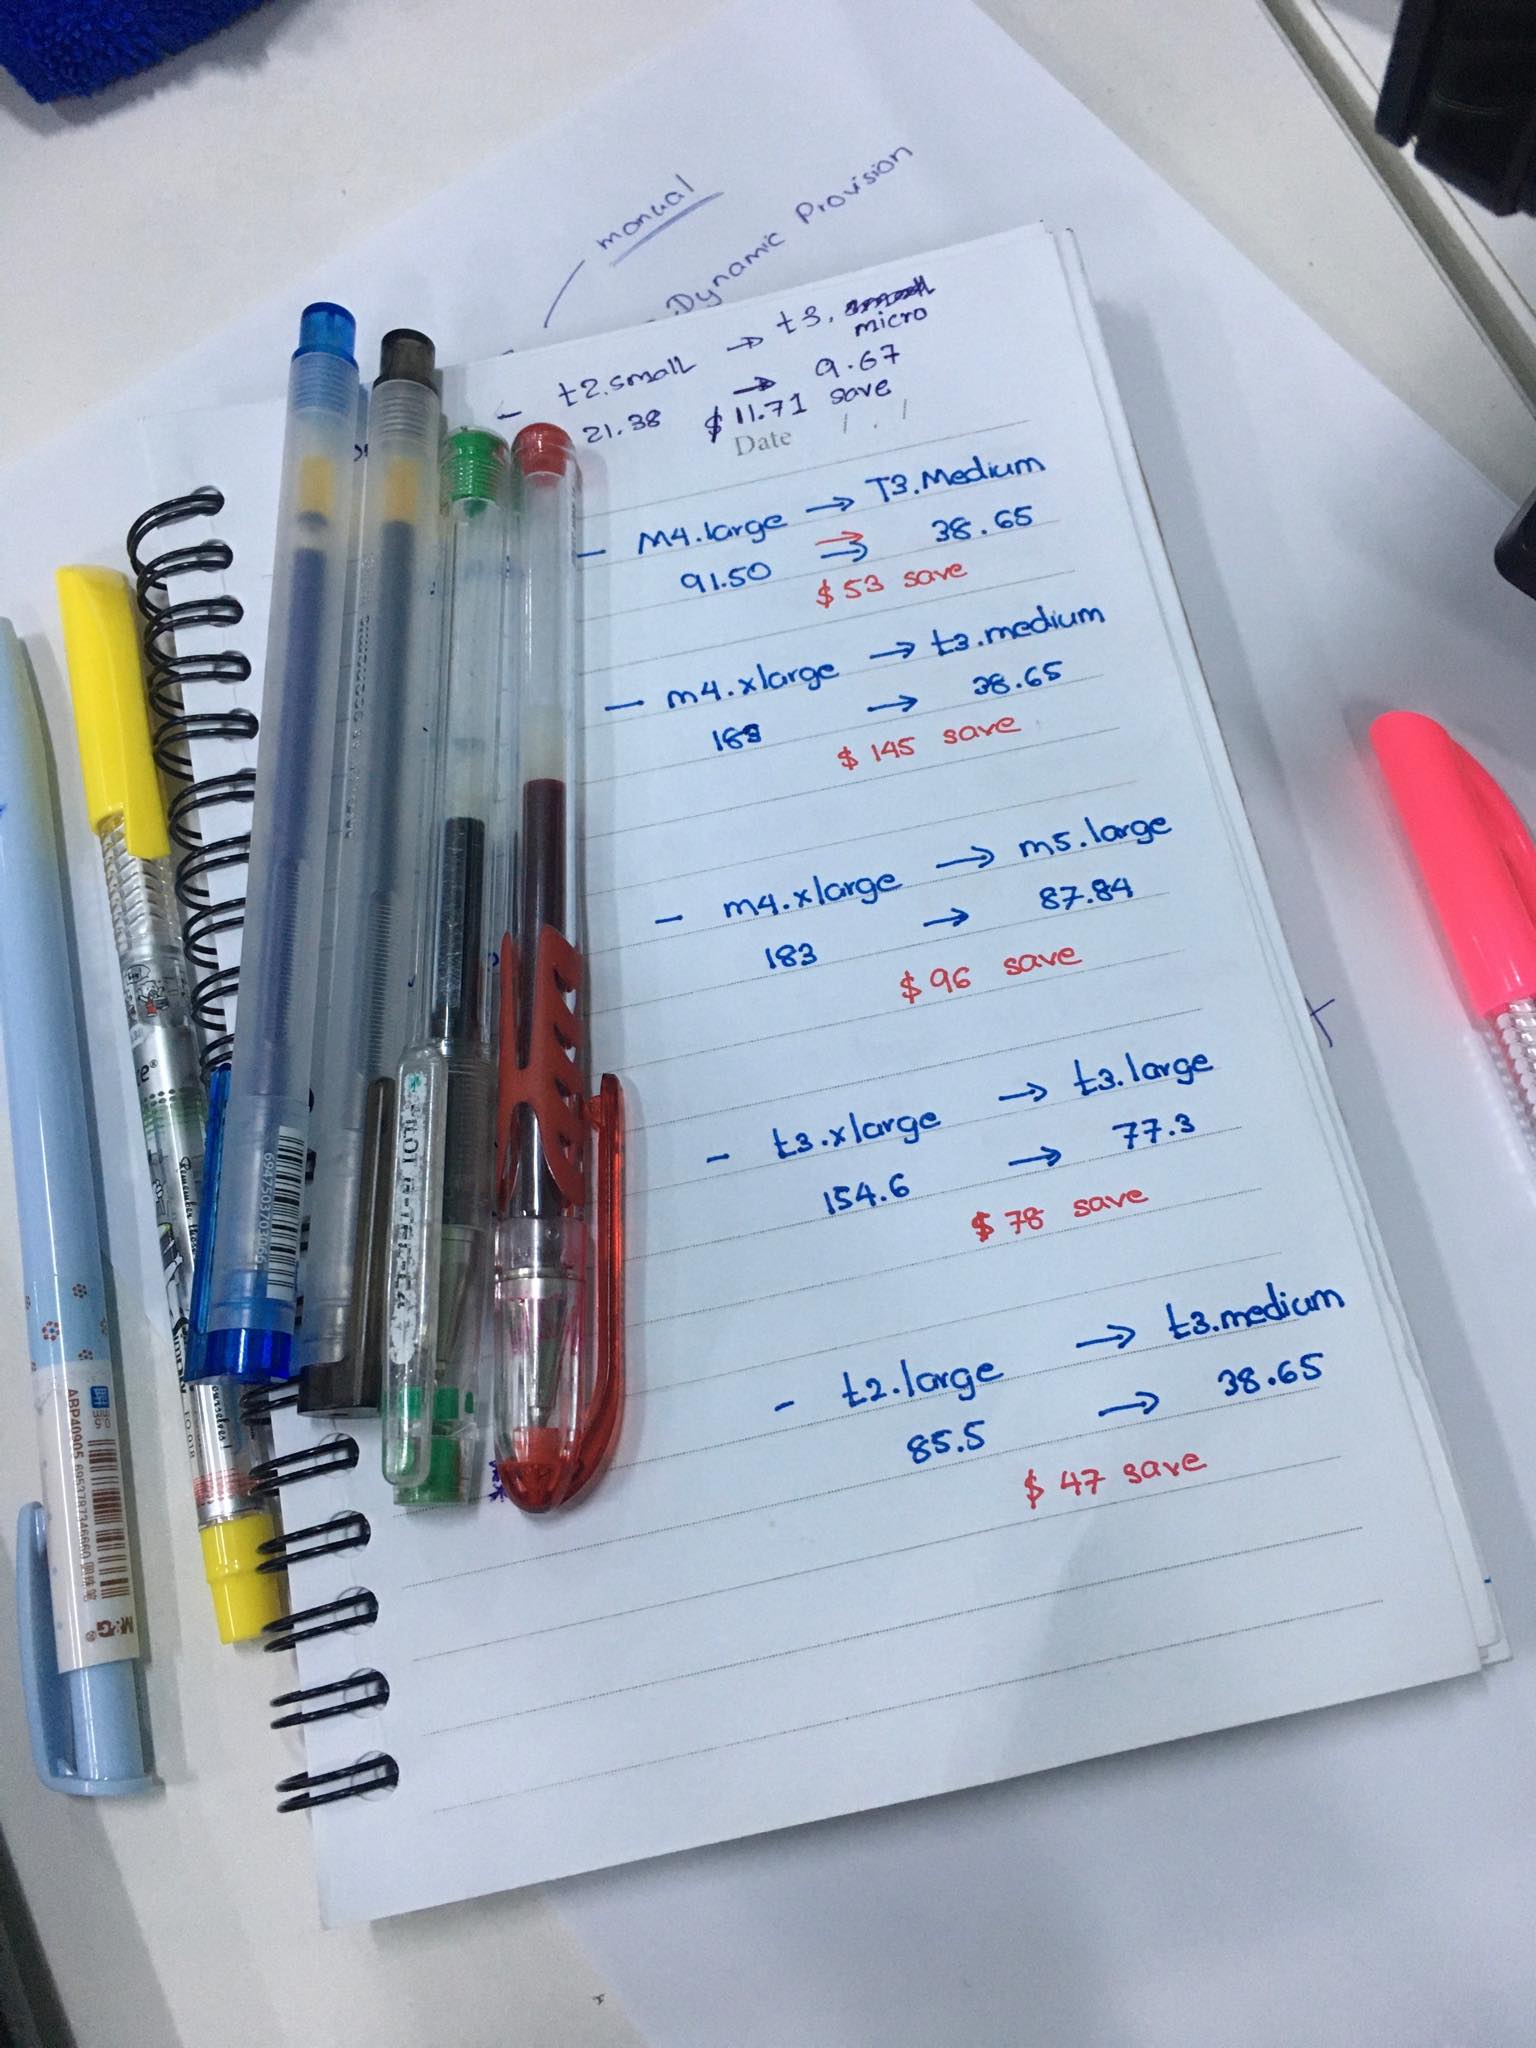 manual
Dynamic Provision
- t2.small → t3. micro
21.38 → 9.67
$ 11.71 save
Date / . /
- M4.large → T3.Medium
91.50 → 38.65
$ 53 save
- m4.xlarge → t3.medium
183 → 38.65
$ 145 save
- m4.xlarge → m5.large
183 → 87.84
$ 96 save
- t3.xlarge → t3.large
154.6 → 77.3
$ 78 save
- t2.large → t3.medium
85.5 → 38.65
$ 47 save
6947503703066
ABP40905
M&G